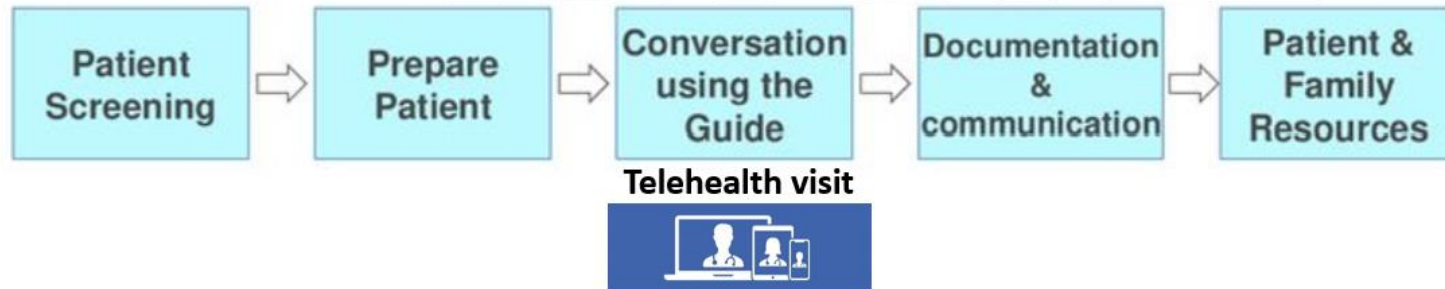 Patient
Screening
Prepare
Patient
Conversation
using the
Guide
Documentation
&
communication
Patient &
Family
Resources
Telehealth visit